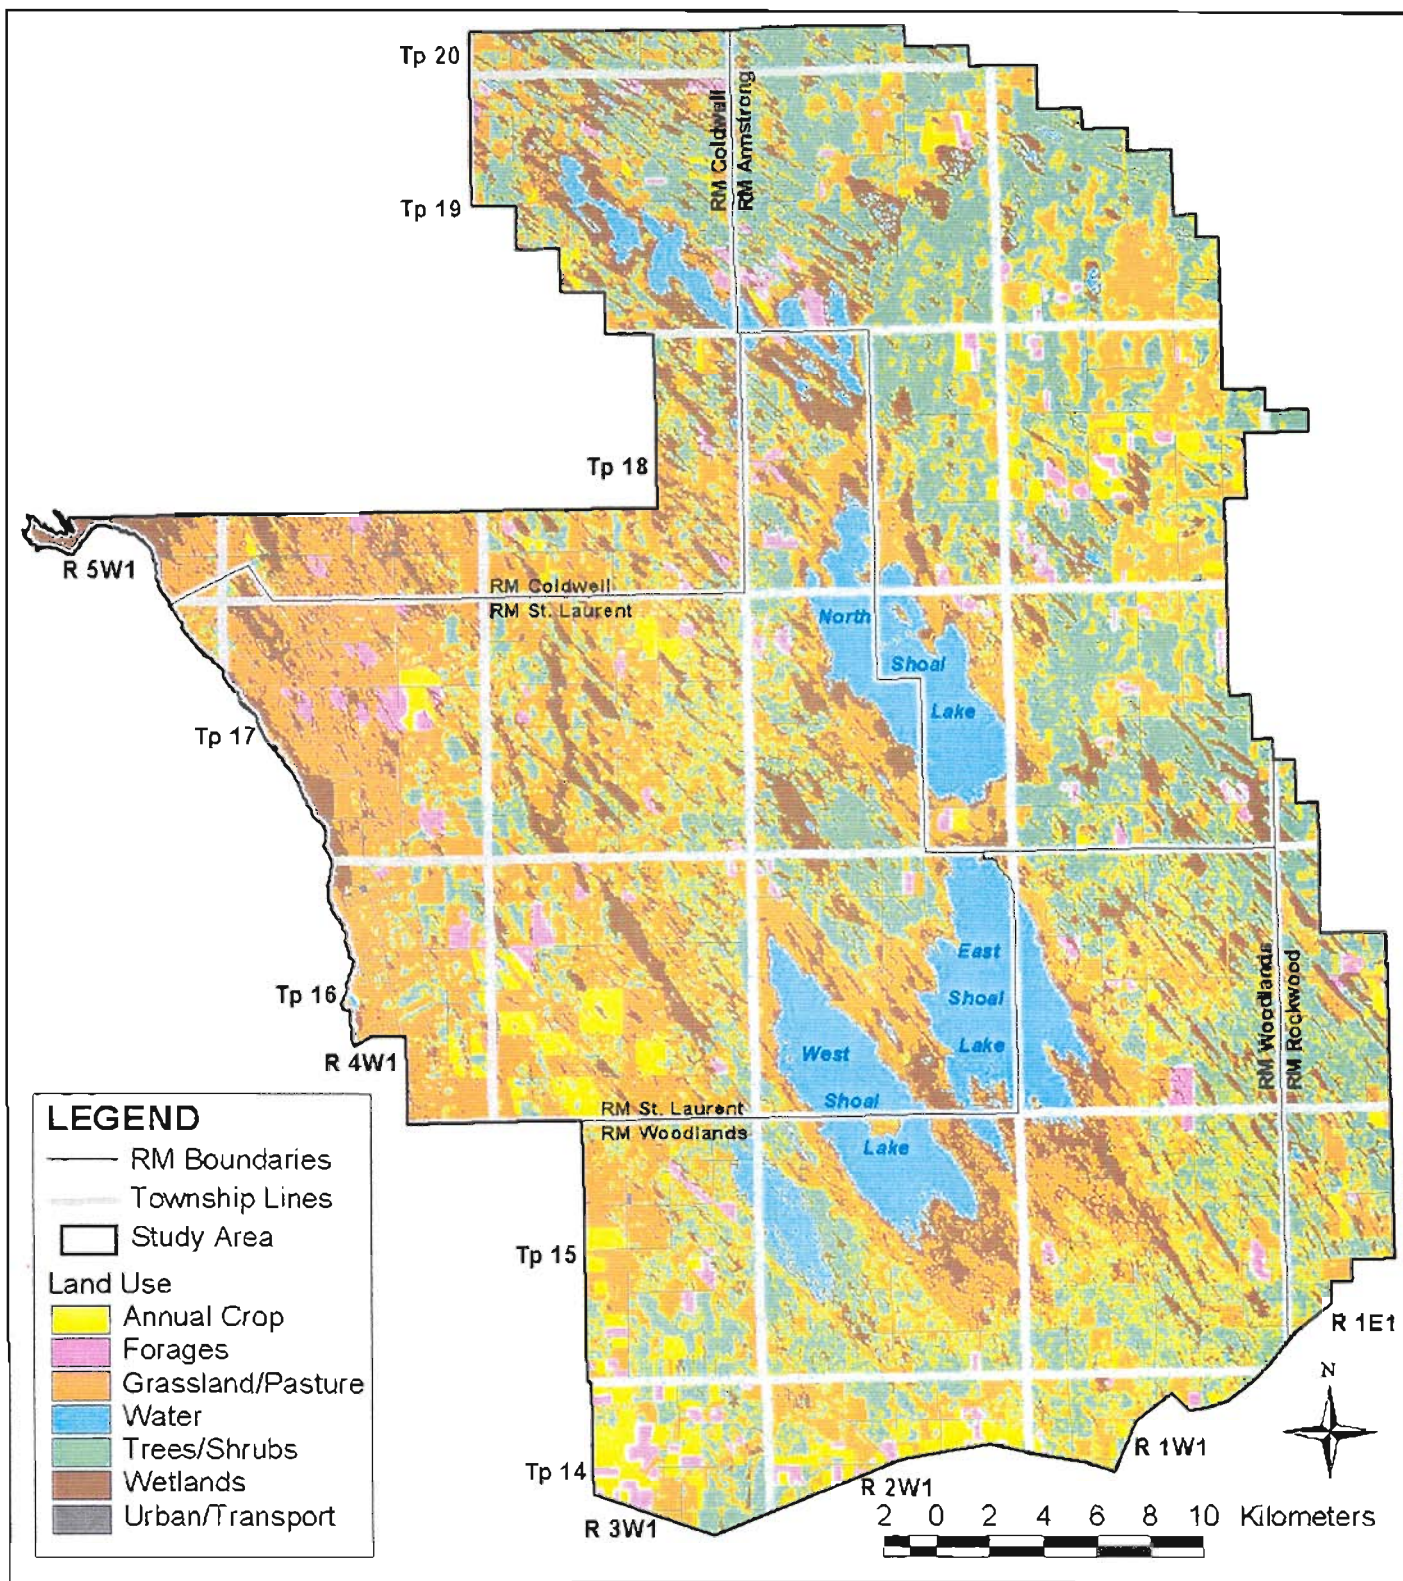 Tp 20
RM Coldwell
RM Armstrong
Tp 19
Tp 18
R 5W1
RM Coldwell
RM St. Laurent
North
Shoal
Lake
Tp 17
East
Shoal
Lake
RM Woodlands
RM Rockwood
Tp 16
R 4W1
West
Shoal
Lake
RM St. Laurent
RM Woodlands
Tp 15
R 1E1
Tp 14
R 3W1
R 2W1
R 1W1
N
2 0 2 4 6 8 10 Kilometers
LEGEND
RM Boundaries
Township Lines
Study Area
Land Use
Annual Crop
Forages
Grassland/Pasture
Water
Trees/Shrubs
Wetlands
Urban/Transport